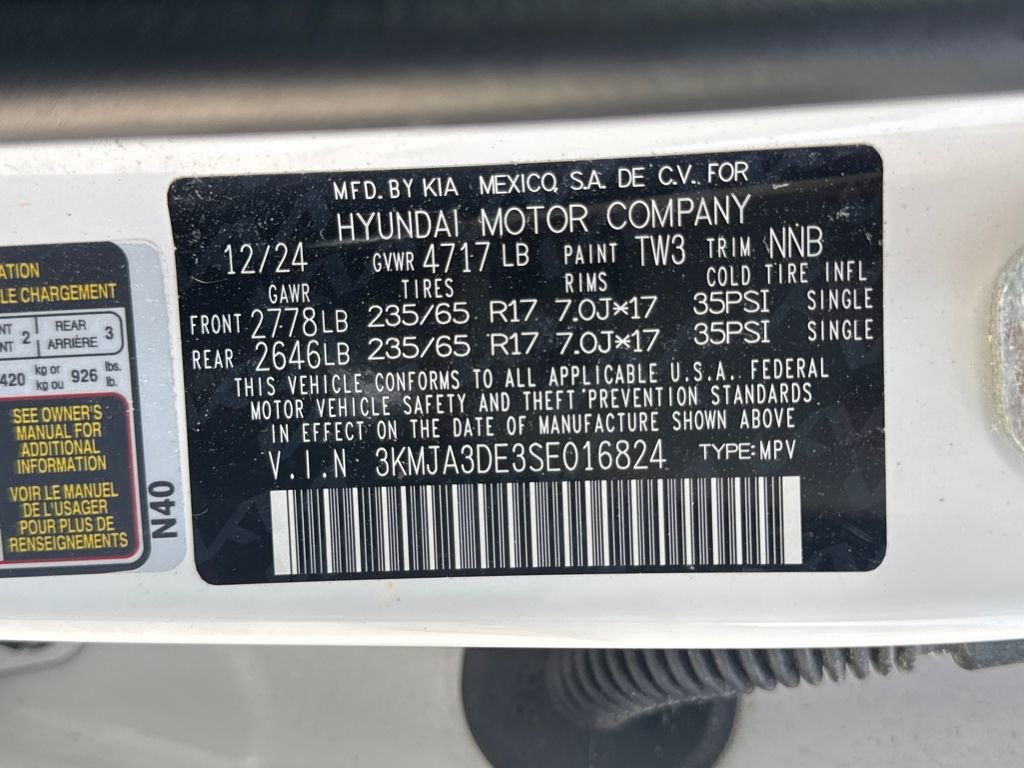 MFD. BY KIA MEXICO, S.A. DE C.V. FOR
HYUNDAI MOTOR COMPANY
12/24 GVWR 4717 LB PAINT TW3 TRIM NNB
GAWR TIRES RIMS COLD TIRE INFL
FRONT 2778LB 235/65 R17 7.0J×17 35PSI SINGLE
REAR 2646LB 235/65 R17 7.0J×17 35PSI SINGLE
THIS VEHICLE CONFORMS TO ALL APPLICABLE U.S.A. FEDERAL
MOTOR VEHICLE SAFETY AND THEFT PREVENTION STANDARDS
IN EFFECT ON THE DATE OF MANUFACTURE SHOWN ABOVE
V.I.N 3KMJA3DE3SE016824 TYPE: MPV
CHARGEMENT
2 REAR 3
ARRIÈRE
420 kg or 926 lbs.
kg ou lb.
SEE OWNER'S
MANUAL FOR
ADDITIONAL
INFORMATION
VOIR LE MANUEL
DE L'USAGER
POUR PLUS DE
RENSEIGNEMENTS
N40